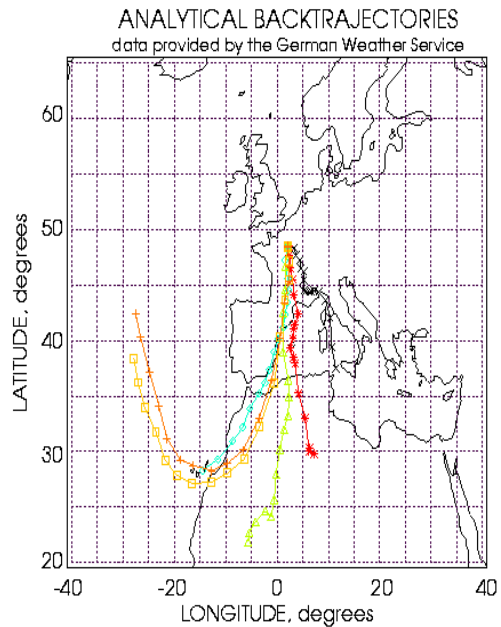 ANALYTICAL BACKTRAJECTORIES
data provided by the German Weather Service
60
50
40
30
20
LATITUDE, degrees
-40 -20 0 20 40
LONGITUDE, degrees